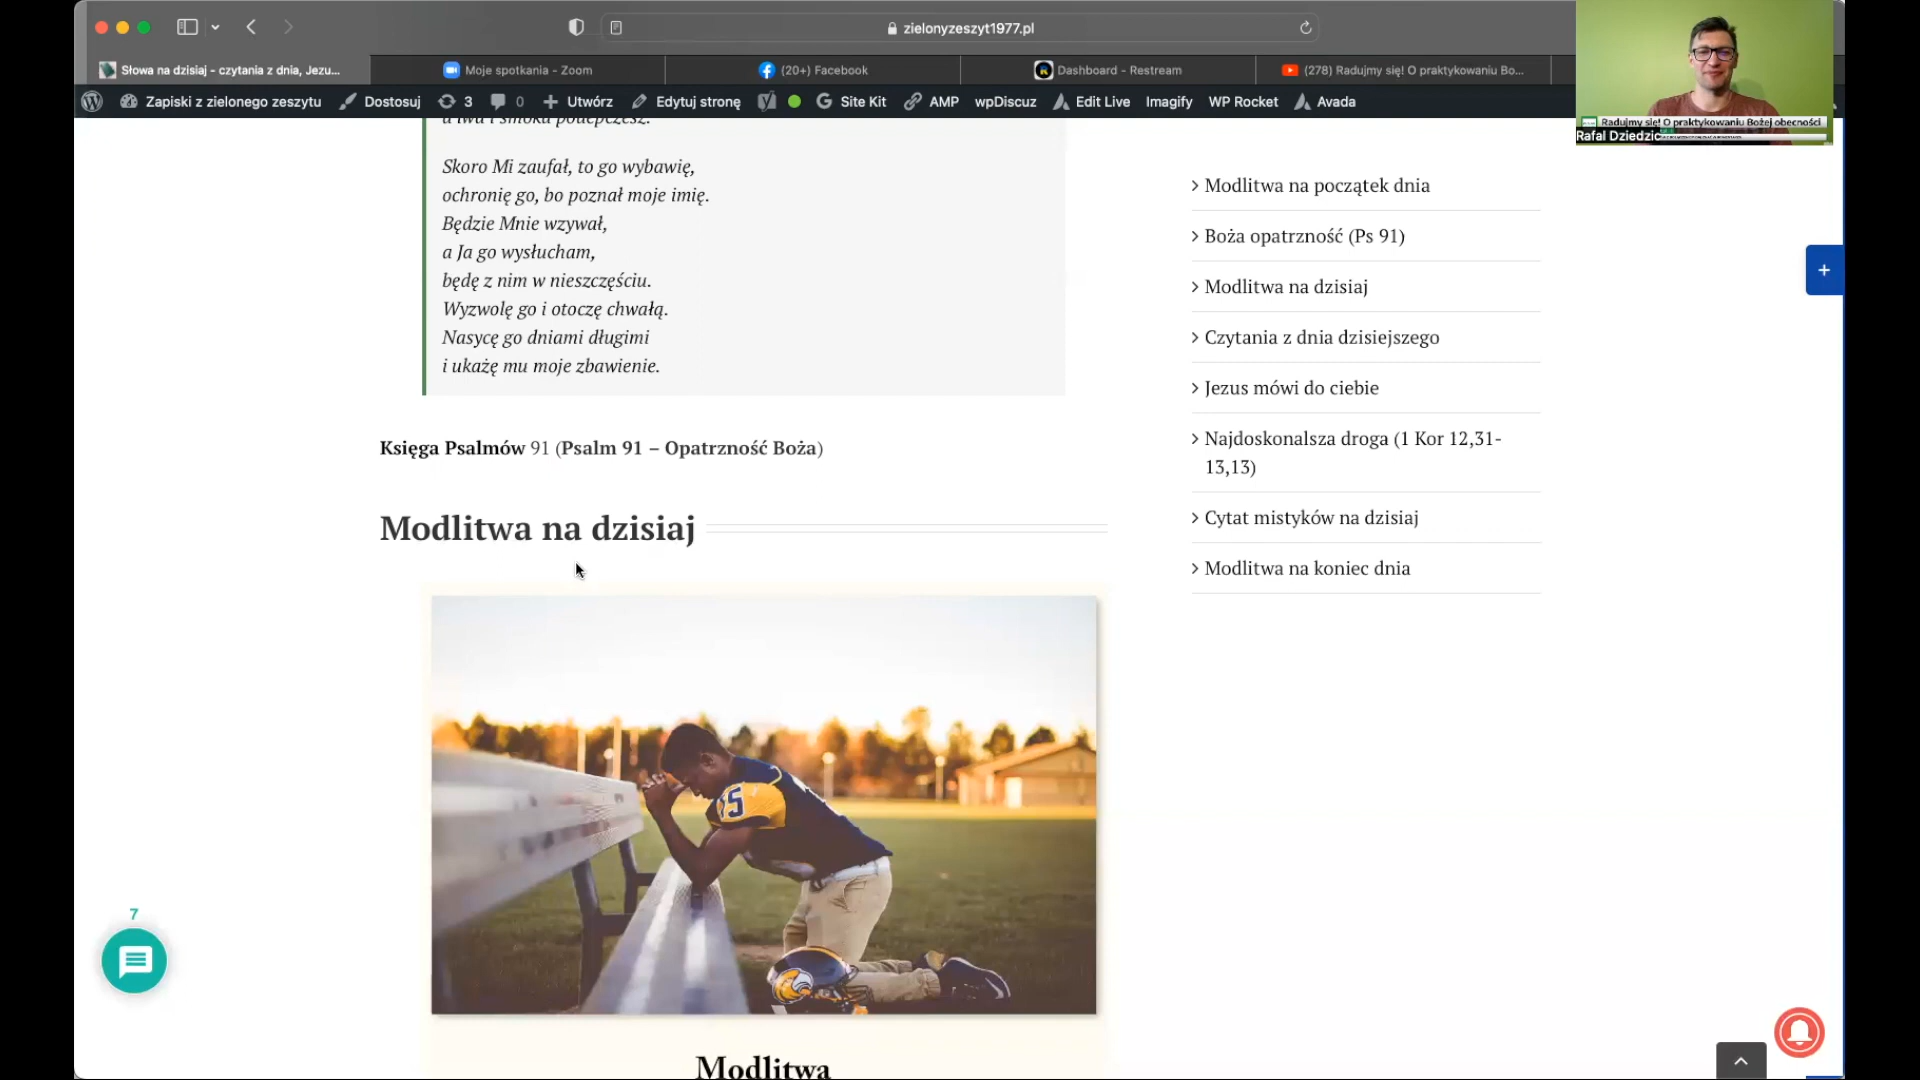 zielonyzeszyt1977.pl
Słowa na dzisiaj - czytania z dnia, Jezu...
Moje spotkania - Zoom
(20+) Facebook
Dashboard - Restream
(278) Radujmy się! O praktykowaniu Bo...
Zapiski z zielonego zeszytu
Dostosuj
3
0
Utwórz
Edytuj stronę
Site Kit
AMP
wpDiscuz
Edit Live
Imagify
WP Rocket
Avada
Radujmy się! O praktykowaniu Bożej obecności
Rafał Dziedzic
a lwa i smoka podepczesz.
Skoro Mi zaufał, to go wybawię,
ochronię go, bo poznał moje imię.
Będzie Mnie wzywał,
a Ja go wysłucham,
będę z nim w nieszczęściu.
Wyzwolę go i otoczę chwałą.
Nasycę go dniami długimi
i ukażę mu moje zbawienie.
Księga Psalmów 91 (Psalm 91 – Opatrzność Boża)
Modlitwa na dzisiaj
15
Modlitwa
Modlitwa na początek dnia
Boża opatrzność (Ps 91)
Modlitwa na dzisiaj
Czytania z dnia dzisiejszego
Jezus mówi do ciebie
Najdoskonalsza droga (1 Kor 12,31-
13,13)
Cytat mistyków na dzisiaj
Modlitwa na koniec dnia
+
7